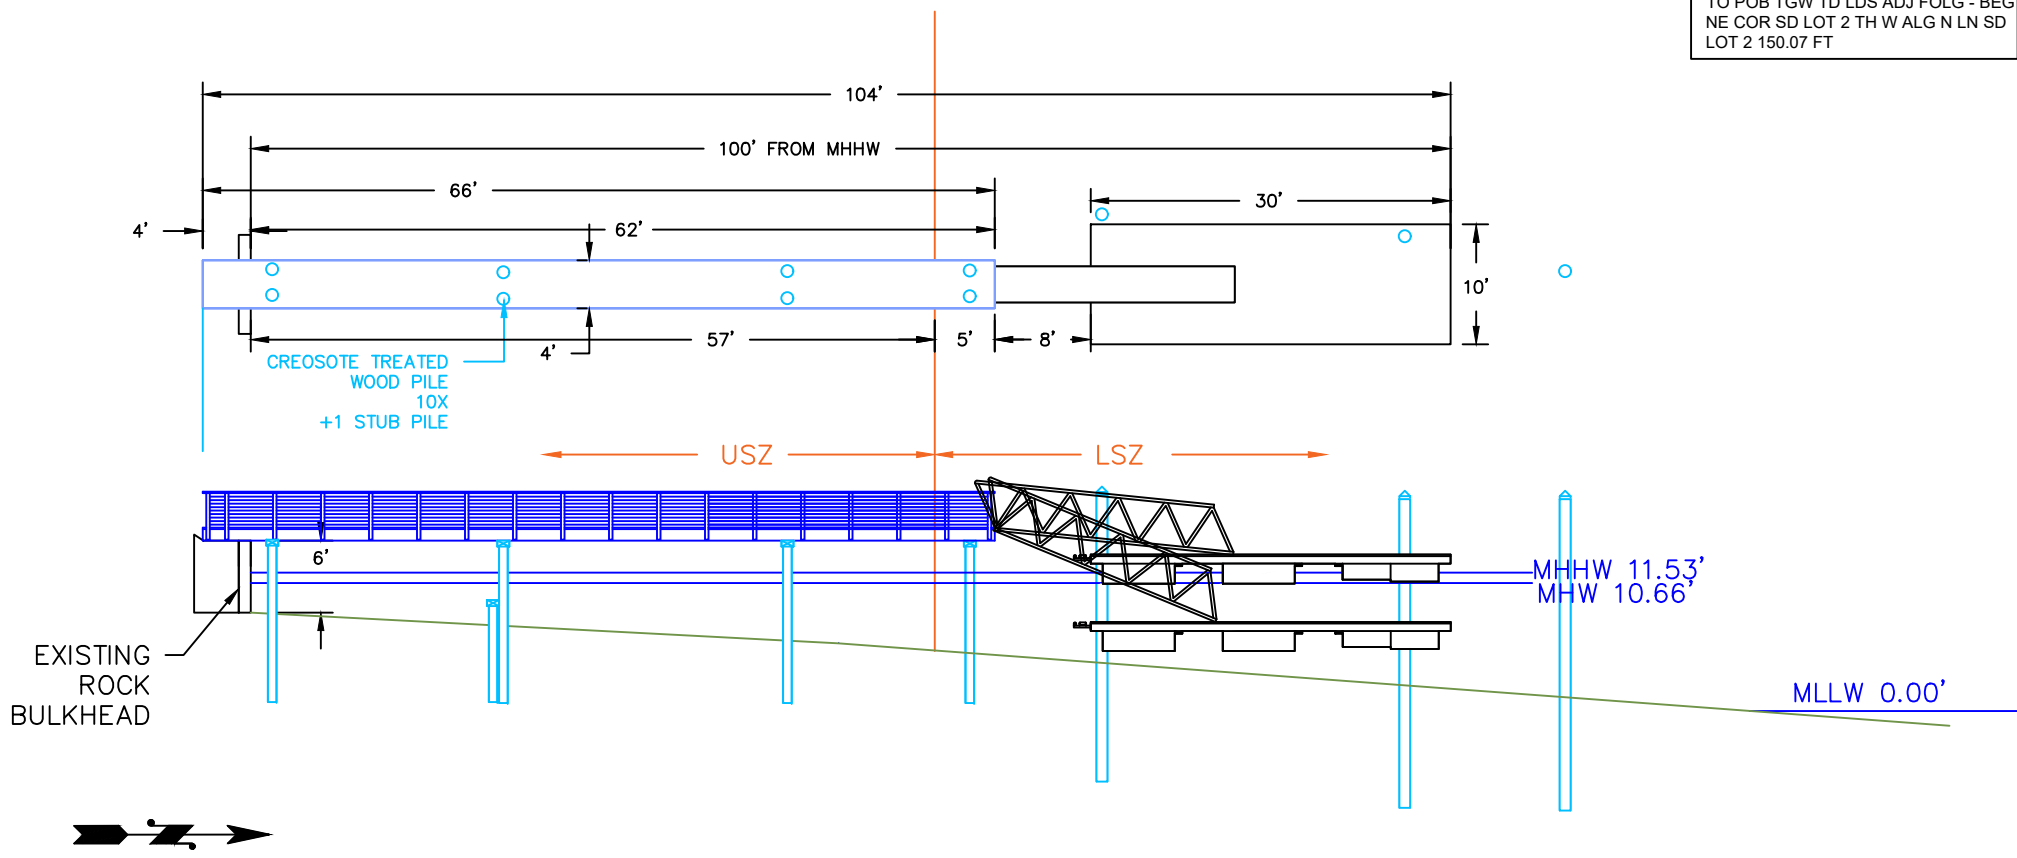 TO POB TGW TD LDS ADJ FOLG - BEG
NE COR SD LOT 2 TH W ALG N LN SD
LOT 2 150.07 FT
104'
100' FROM MHHW
66'
30'
4'
62'
10'
57'
5'
8'
4'
CREOSOTE TREATED
WOOD PILE
10X
+1 STUB PILE
USZ
LSZ
6'
MHHW 11.53'
MHW 10.66'
EXISTING
ROCK
BULKHEAD
MLLW 0.00'